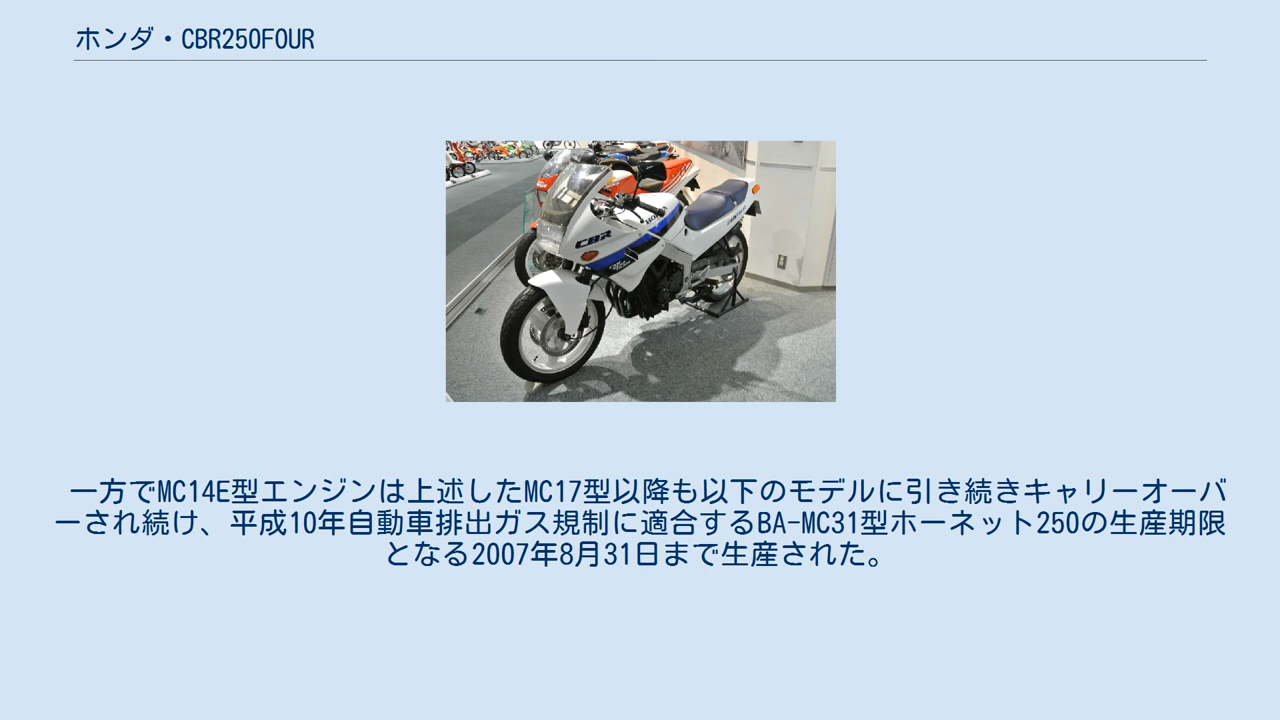 ホンダ・CBR250FOUR
CBR
HONDA
一方でMC14E型エンジンは上述したMC17型以降も以下のモデルに引き続きキャリーオーバ
ーされ続け、平成10年自動車排出ガス規制に適合するBA-MC31型ホーネット250の生産期限
となる2007年8月31日まで生産された。